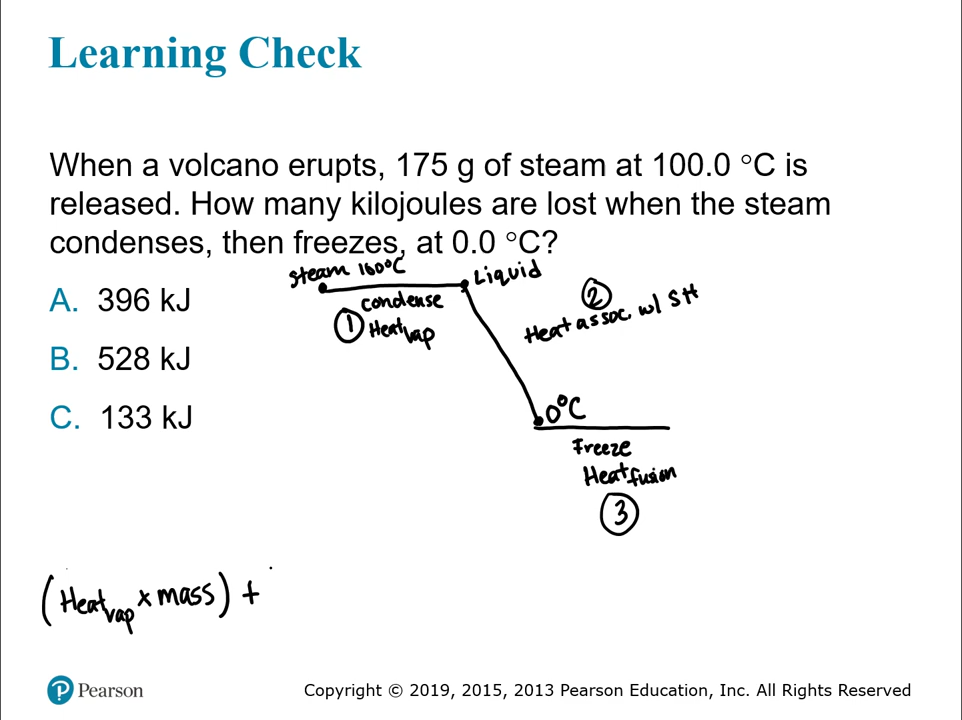 Learning Check
When a volcano erupts, 175 g of steam at 100.0 °C is
released. How many kilojoules are lost when the steam
condenses, then freezes, at 0.0 °C?
steam 100°C
Liquid
A. 396 kJ
condense
① Heat vap
②
Heat assoc. w/ SH
B. 528 kJ
C. 133 kJ
0°C
Freeze
Heat fusion
③
(Heat vap x mass) +
Pearson
Copyright © 2019, 2015, 2013 Pearson Education, Inc. All Rights Reserved